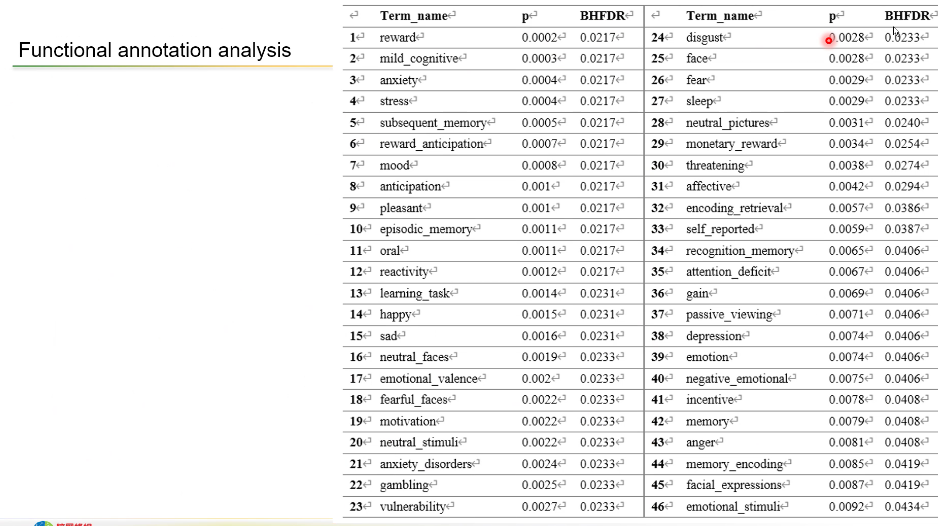 Functional annotation analysis
Term_name p BHFDR Term_name p BHFDR
1 reward 0.0002 0.0217 24 disgust 0.0028 0.0233
2 mild_cognitive 0.0003 0.0217 25 face 0.0028 0.0233
3 anxiety 0.0004 0.0217 26 fear 0.0029 0.0233
4 stress 0.0004 0.0217 27 sleep 0.0029 0.0233
5 subsequent_memory 0.0005 0.0217 28 neutral_pictures 0.0031 0.0240
6 reward_anticipation 0.0007 0.0217 29 monetary_reward 0.0034 0.0254
7 mood 0.0008 0.0217 30 threatening 0.0038 0.0274
8 anticipation 0.001 0.0217 31 affective 0.0042 0.0294
9 pleasant 0.001 0.0217 32 encoding_retrieval 0.0057 0.0386
10 episodic_memory 0.0011 0.0217 33 self_reported 0.0059 0.0387
11 oral 0.0011 0.0217 34 recognition_memory 0.0065 0.0406
12 reactivity 0.0012 0.0217 35 attention_deficit 0.0067 0.0406
13 learning_task 0.0014 0.0231 36 gain 0.0069 0.0406
14 happy 0.0015 0.0231 37 passive_viewing 0.0071 0.0406
15 sad 0.0016 0.0231 38 depression 0.0074 0.0406
16 neutral_faces 0.0019 0.0233 39 emotion 0.0074 0.0406
17 emotional_valence 0.002 0.0233 40 negative_emotional 0.0075 0.0406
18 fearful_faces 0.0022 0.0233 41 incentive 0.0078 0.0408
19 motivation 0.0022 0.0233 42 memory 0.0079 0.0408
20 neutral_stimuli 0.0022 0.0233 43 anger 0.0081 0.0408
21 anxiety_disorders 0.0024 0.0233 44 memory_encoding 0.0085 0.0419
22 gambling 0.0025 0.0233 45 facial_expressions 0.0087 0.0419
23 vulnerability 0.0027 0.0233 46 emotional_stimuli 0.0092 0.0434